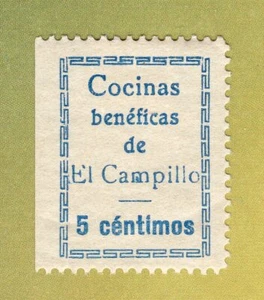 Cocinas
benéficas
de
El Campillo
5 céntimos